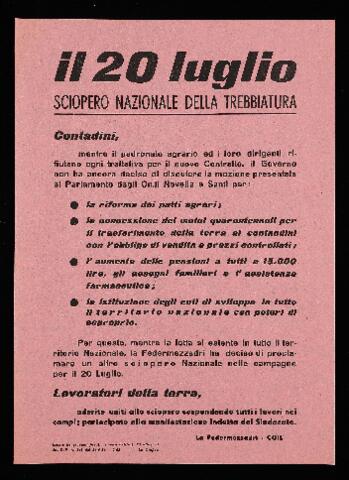 il 20 luglio
SCIOPERO NAZIONALE DELLA TREBBIATURA
Contadini,
mentre il padronale agrario ed i loro dirigenti ri-
fiutano ogni trattativa per il nuovo Contratto, il Governo
non ha ancora deciso di discutere la mozione presentata
al Parlamento dagli On.li Novella e Santi per:
la riforma dei patti agrari;
la concessione dei mutui quarantennali per
il trasferimento della terra ai contadini
con l'obbligo di vendita a prezzi controllati;
l'aumento delle pensioni a tutti a 15.000
lire, gli assegni familiari e l'assistenza
farmaceutica;
la istituzione degli enti di sviluppo in tutto
il territorio nazionale con poteri di
esproprio.
Per questo, mentre la lotta si estente in tutto il ter-
ritorio Nazionale, la Federmezzadri ha deciso di procla-
mare un altro sciopero Nazionale nelle campagne
per il 20 Luglio.
Lavoratori della terra,
aderite uniti allo sciopero sospendendo tutti i lavori nei
campi; partecipate alla manifestazione indetta dal Sindacato.
La Federmezzadri - CGIL